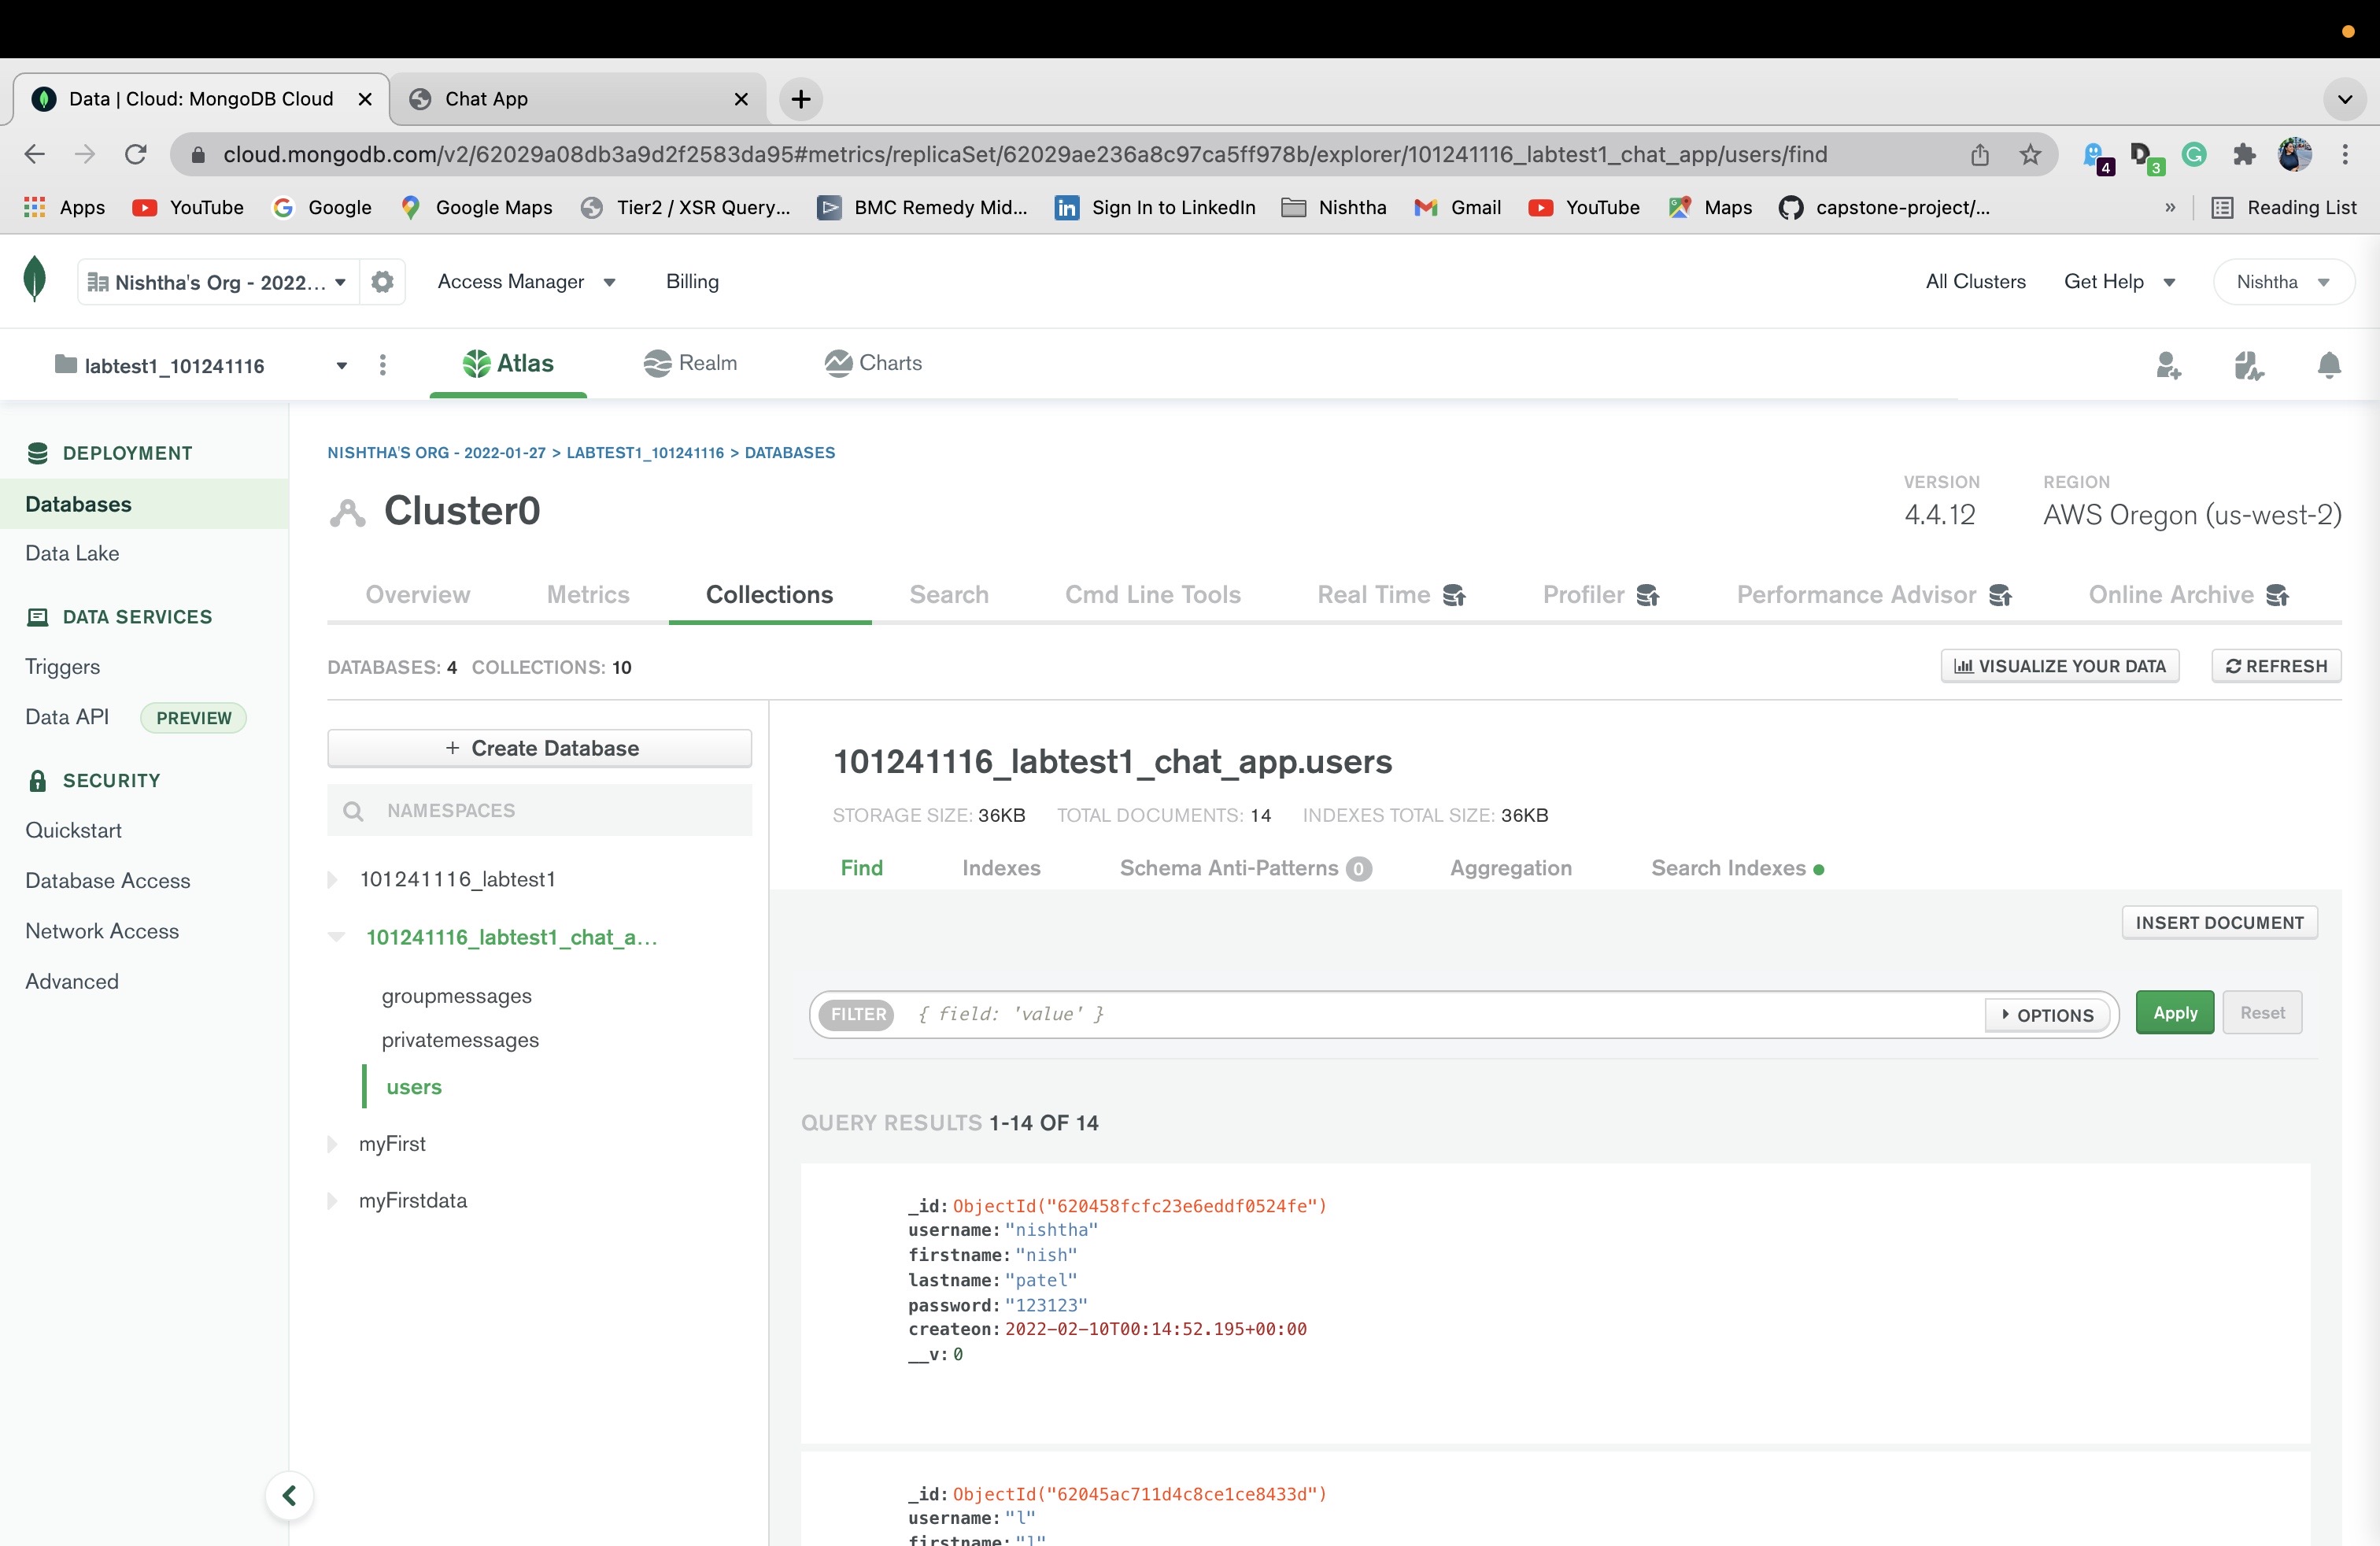 Data | Cloud: MongoDB Cloud
Chat App
cloud.mongodb.com/v2/62029a08db3a9d2f2583da95#metrics/replicaSet/62029ae236a8c97ca5ff978b/explorer/101241116_labtest1_chat_app/users/find
4
3
Apps YouTube Google Google Maps Tier2 / XSR Query... BMC Remedy Mid... Sign In to LinkedIn Nishtha Gmail YouTube Maps capstone-project/... » Reading List
Nishtha's Org - 2022... Access Manager Billing All Clusters Get Help Nishtha
labtest1_101241116 Atlas Realm Charts
DEPLOYMENT
Databases
Data Lake
DATA SERVICES
Triggers
Data API PREVIEW
SECURITY
Quickstart
Database Access
Network Access
Advanced
NISHTHA'S ORG - 2022-01-27 > LABTEST1_101241116 > DATABASES
Cluster0
VERSION
4.4.12
REGION
AWS Oregon (us-west-2)
Overview Metrics Collections Search Cmd Line Tools Real Time Profiler Performance Advisor Online Archive
DATABASES: 4 COLLECTIONS: 10
VISUALIZE YOUR DATA REFRESH
+ Create Database
NAMESPACES
101241116_labtest1
101241116_labtest1_chat_a...
groupmessages
privatemessages
users
myFirst
myFirstdata
101241116_labtest1_chat_app.users
STORAGE SIZE: 36KB TOTAL DOCUMENTS: 14 INDEXES TOTAL SIZE: 36KB
Find Indexes Schema Anti-Patterns 0 Aggregation Search Indexes
INSERT DOCUMENT
FILTER { field: 'value' } OPTIONS Apply Reset
QUERY RESULTS 1-14 OF 14
_id: ObjectId("620458fcfc23e6eddf0524fe")
username: "nishtha"
firstname: "nish"
lastname: "patel"
password: "123123"
createon: 2022-02-10T00:14:52.195+00:00
__v: 0
_id: ObjectId("62045ac711d4c8ce1ce8433d")
username: "l"
firstname: "l"